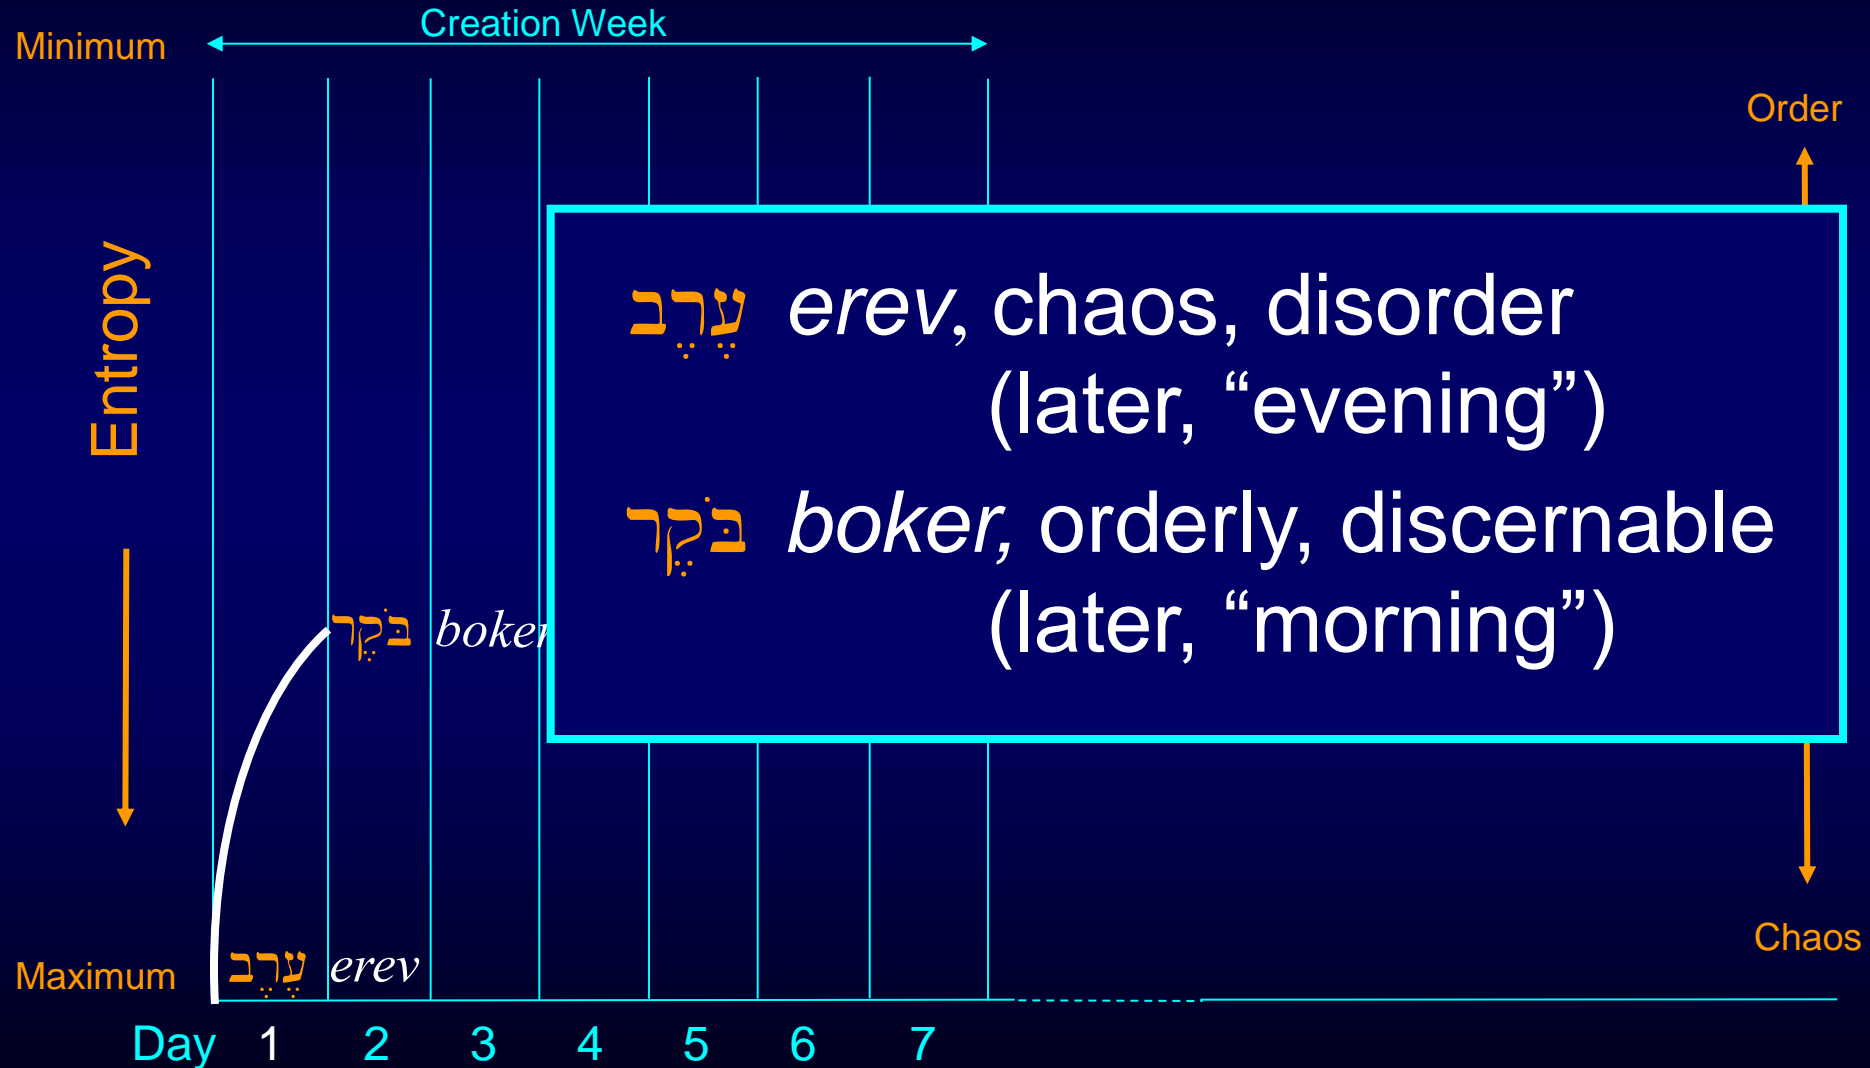 Creation Week
Minimum
Order
Entropy
עֶרֶב erev, chaos, disorder
(later, “evening”)
בֹּקֶר boker, orderly, discernable
(later, “morning”)
בֹּקֶר boker
Chaos
Maximum
עֶרֶב erev
Day 1 2 3 4 5 6 7